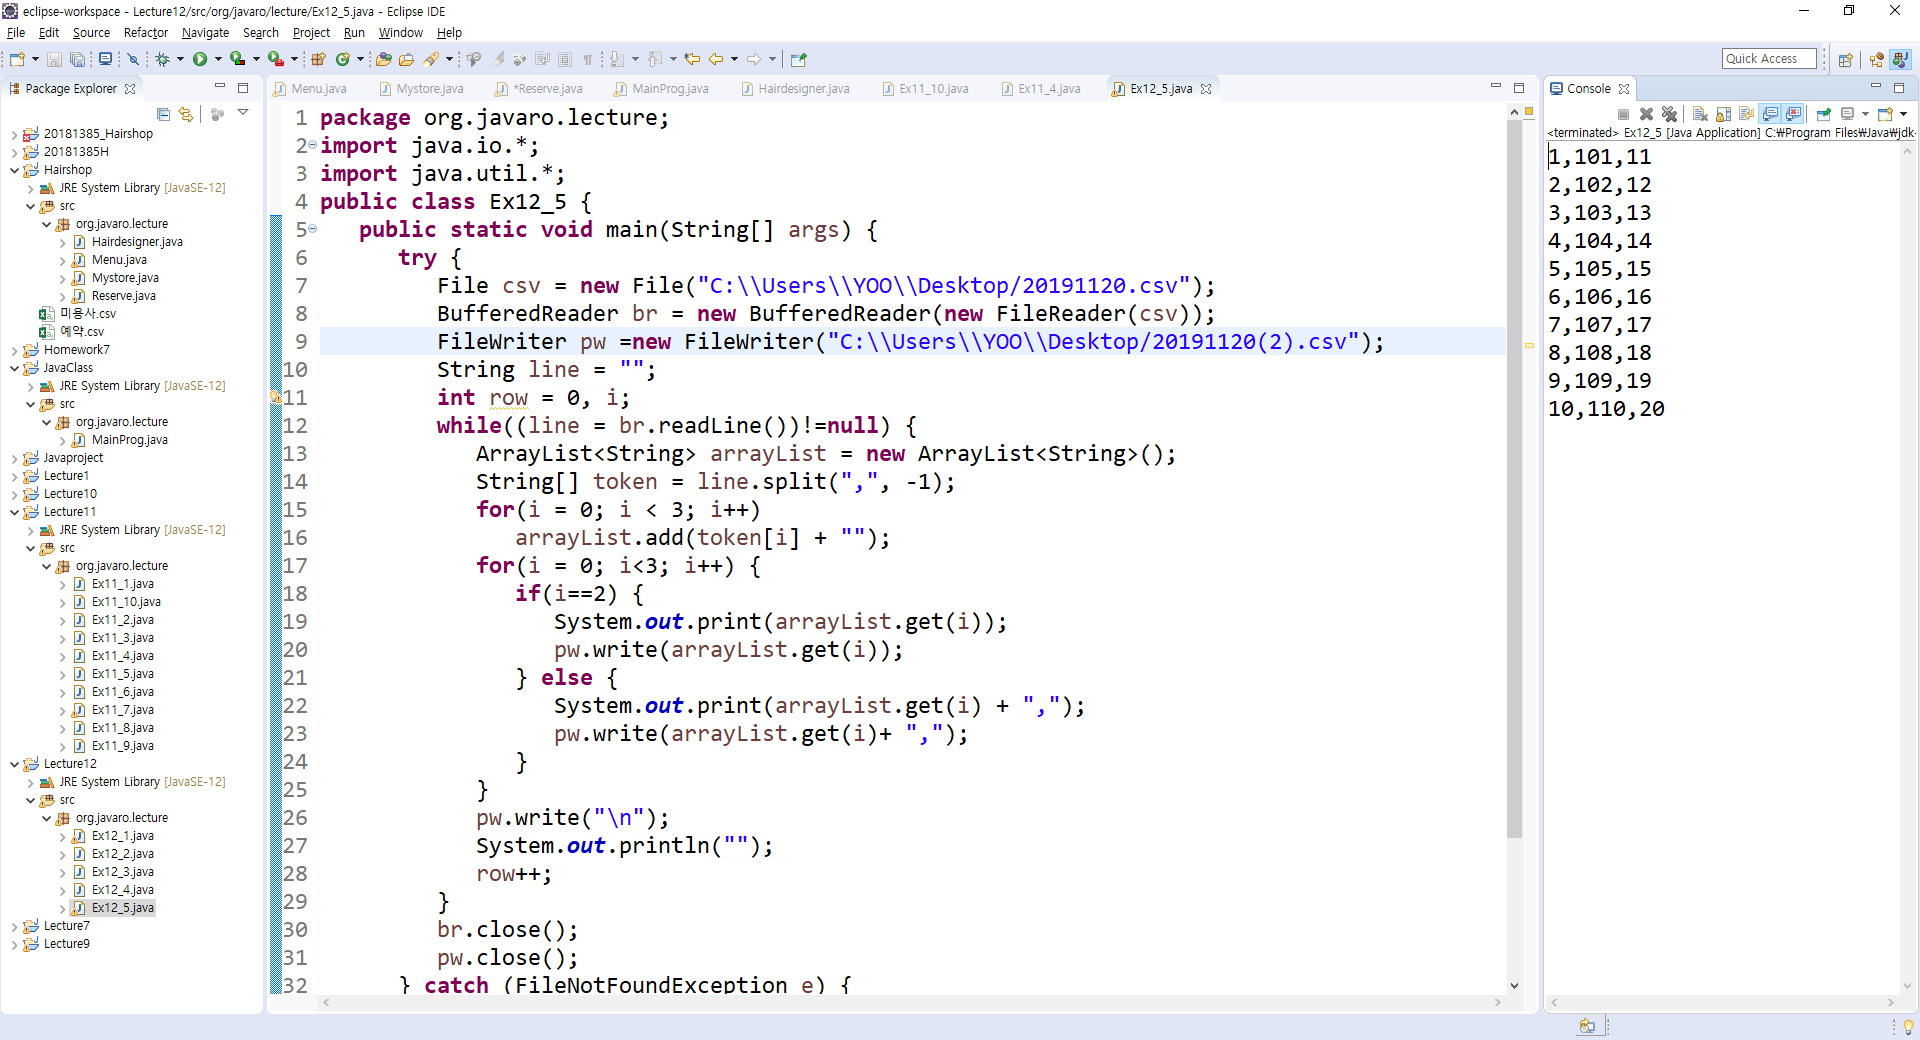 eclipse-workspace - Lecture12/src/org/javaro/lecture/Ex12_5.java - Eclipse IDE
File Edit Source Refactor Navigate Search Project Run Window Help
Quick Access
Package Explorer
20181385_Hairshop
20181385H
Hairshop
JRE System Library [JavaSE-12]
src
org.javaro.lecture
Hairdesigner.java
Menu.java
Mystore.java
Reserve.java
미용사.csv
예약.csv
Homework7
JavaClass
JRE System Library [JavaSE-12]
src
org.javaro.lecture
MainProg.java
Javaproject
Lecture1
Lecture10
Lecture11
JRE System Library [JavaSE-12]
src
org.javaro.lecture
Ex11_1.java
Ex11_10.java
Ex11_2.java
Ex11_3.java
Ex11_4.java
Ex11_5.java
Ex11_6.java
Ex11_7.java
Ex11_8.java
Ex11_9.java
Lecture12
JRE System Library [JavaSE-12]
src
org.javaro.lecture
Ex12_1.java
Ex12_2.java
Ex12_3.java
Ex12_4.java
Ex12_5.java
Lecture7
Lecture9
Menu.java Mystore.java *Reserve.java MainProg.java Hairdesigner.java Ex11_10.java Ex11_4.java Ex12_5.java
1 package org.javaro.lecture;
2 import java.io.*;
3 import java.util.*;
4 public class Ex12_5 {
5 public static void main(String[] args) {
6 try {
7 File csv = new File("C:\\Users\\YOO\\Desktop/20191120.csv");
8 BufferedReader br = new BufferedReader(new FileReader(csv));
9 FileWriter pw =new FileWriter("C:\\Users\\YOO\\Desktop/20191120(2).csv");
10 String line = "";
11 int row = 0, i;
12 while((line = br.readLine())!=null) {
13 ArrayList<String> arrayList = new ArrayList<String>();
14 String[] token = line.split(",", -1);
15 for(i = 0; i < 3; i++)
16 arrayList.add(token[i] + "");
17 for(i = 0; i<3; i++) {
18 if(i==2) {
19 System.out.print(arrayList.get(i));
20 pw.write(arrayList.get(i));
21 } else {
22 System.out.print(arrayList.get(i) + ",");
23 pw.write(arrayList.get(i)+ ",");
24 }
25 }
26 pw.write("\n");
27 System.out.println("");
28 row++;
29 }
30 br.close();
31 pw.close();
32 } catch (FileNotFoundException e) {
Console
<terminated> Ex12_5 [Java Application] C:₩Program Files₩Java₩jdk-
1,101,11
2,102,12
3,103,13
4,104,14
5,105,15
6,106,16
7,107,17
8,108,18
9,109,19
10,110,20